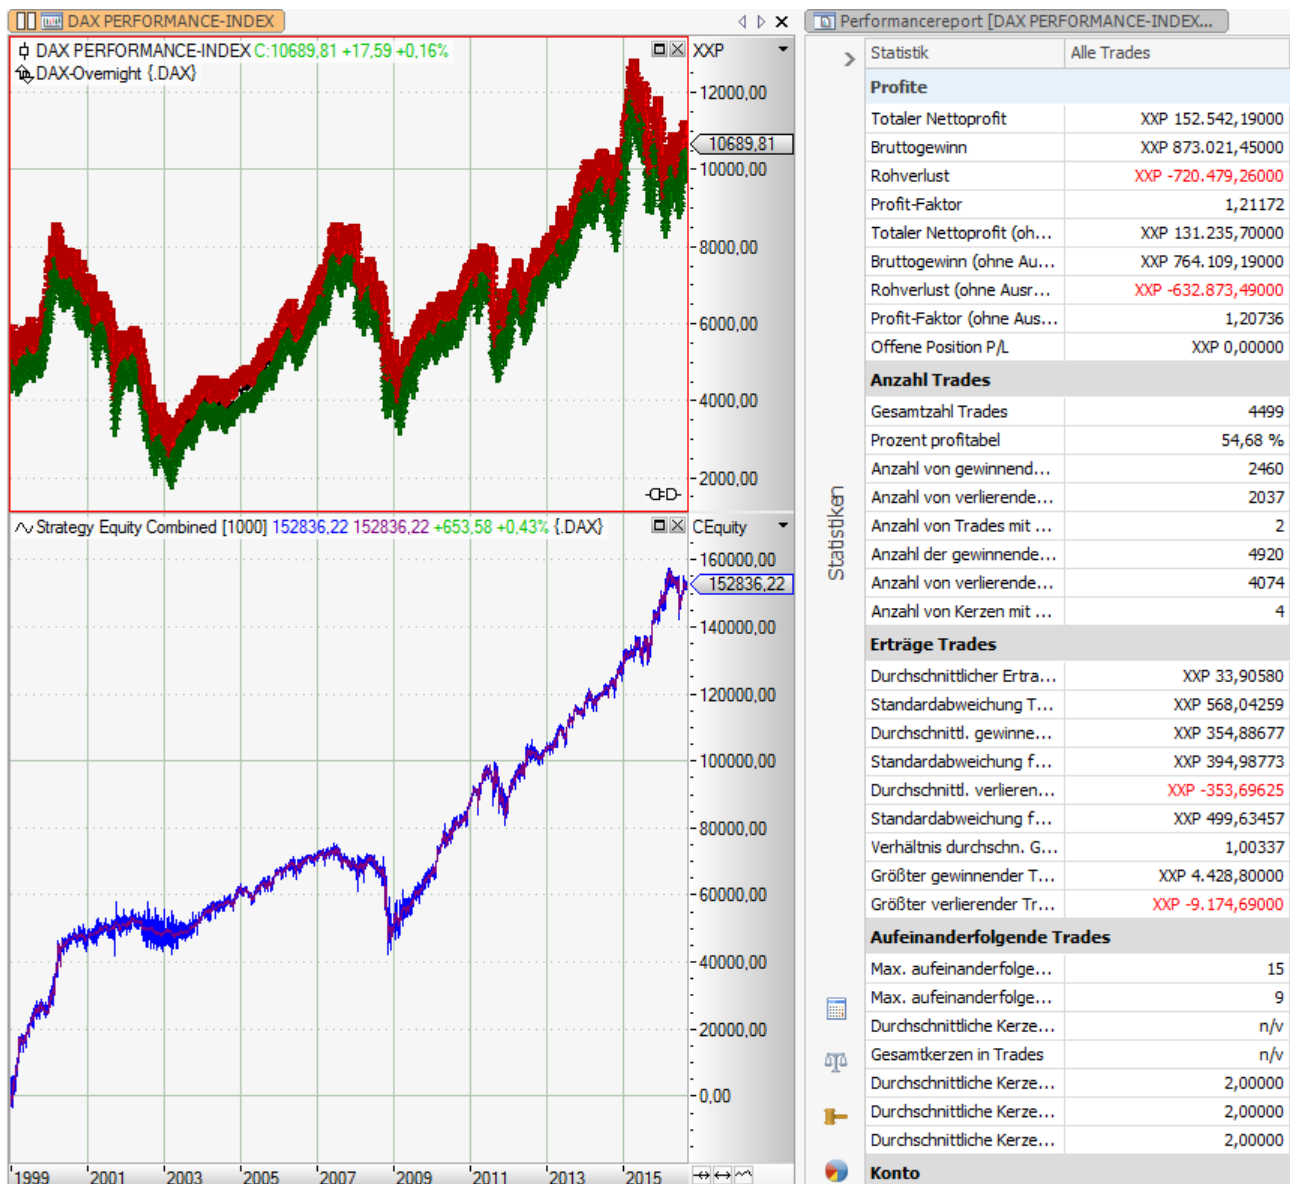 DAX PERFORMANCE-INDEX
DAX PERFORMANCE-INDEX C:10689,81 +17,59 +0,16%
DAX-Overnight {.DAX}
XXP
12000,00
10689,81
10000,00
8000,00
6000,00
4000,00
2000,00
Strategy Equity Combined [1000] 152836,22 152836,22 +653,58 +0,43% {.DAX}
CEquity
160000,00
152836,22
140000,00
120000,00
100000,00
80000,00
60000,00
40000,00
20000,00
0,00
1999 2001 2003 2005 2007 2009 2011 2013 2015
Performancereport [DAX PERFORMANCE-INDEX...
Statistiken
Statistik Alle Trades
Profite
Totaler Nettoprofit XXP 152.542,19000
Bruttogewinn XXP 873.021,45000
Rohverlust XXP -720.479,26000
Profit-Faktor 1,21172
Totaler Nettoprofit (oh... XXP 131.235,70000
Bruttogewinn (ohne Au... XXP 764.109,19000
Rohverlust (ohne Ausr... XXP -632.873,49000
Profit-Faktor (ohne Aus... 1,20736
Offene Position P/L XXP 0,00000
Anzahl Trades
Gesamtzahl Trades 4499
Prozent profitabel 54,68 %
Anzahl von gewinnend... 2460
Anzahl von verlierende... 2037
Anzahl von Trades mit ... 2
Anzahl der gewinnende... 4920
Anzahl von verlierende... 4074
Anzahl von Kerzen mit ... 4
Erträge Trades
Durchschnittlicher Ertra... XXP 33,90580
Standardabweichung T... XXP 568,04259
Durchschnittl. gewinne... XXP 354,88677
Standardabweichung f... XXP 394,98773
Durchschnittl. verlieren... XXP -353,69625
Standardabweichung f... XXP 499,63457
Verhältnis durchschn. G... 1,00337
Größter gewinnender T... XXP 4.428,80000
Größter verlierender Tr... XXP -9.174,69000
Aufeinanderfolgende Trades
Max. aufeinanderfolge... 15
Max. aufeinanderfolge... 9
Durchschnittliche Kerze... n/v
Gesamtkerzen in Trades n/v
Durchschnittliche Kerze... 2,00000
Durchschnittliche Kerze... 2,00000
Durchschnittliche Kerze... 2,00000
Konto